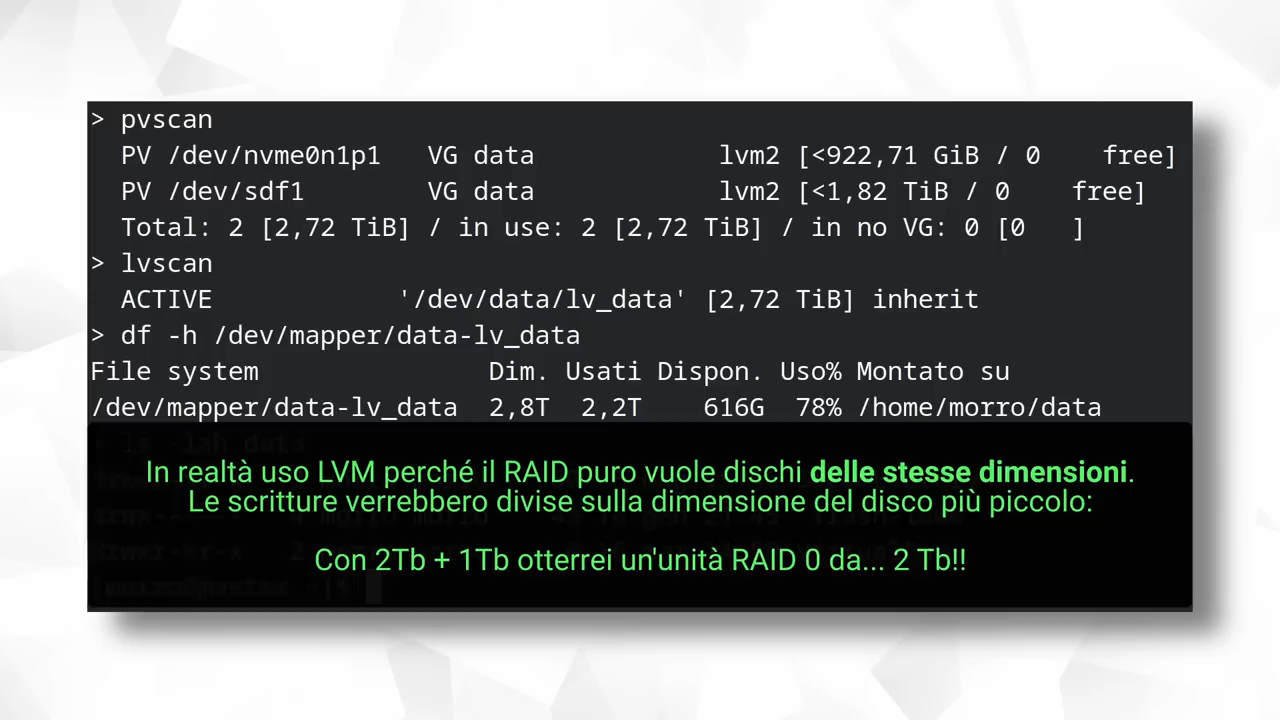 > pvscan
PV /dev/nvme0n1p1 VG data lvm2 [<922,71 GiB / 0 free]
PV /dev/sdf1 VG data lvm2 [<1,82 TiB / 0 free]
Total: 2 [2,72 TiB] / in use: 2 [2,72 TiB] / in no VG: 0 [0 ]
> lvscan
ACTIVE '/dev/data/lv_data' [2,72 TiB] inherit
> df -h /dev/mapper/data-lv_data
File system Dim. Usati Dispon. Uso% Montato su
/dev/mapper/data-lv_data 2,8T 2,2T 616G 78% /home/morro/data
ls -lah data
In realtà uso LVM perché il RAID puro vuole dischi delle stesse dimensioni.
Le scritture verrebbero divise sulla dimensione del disco più piccolo:
Con 2Tb + 1Tb otterrei un'unità RAID 0 da... 2 Tb!!